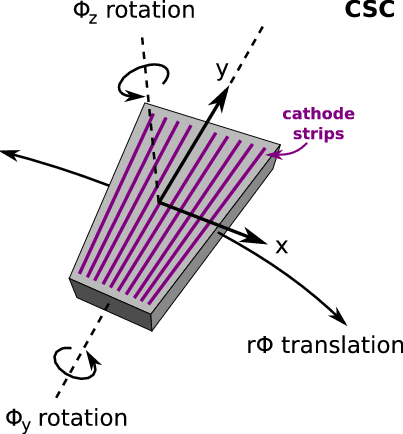 Φz rotation
CSC
y
cathode
strips
x
rΦ translation
Φy rotation